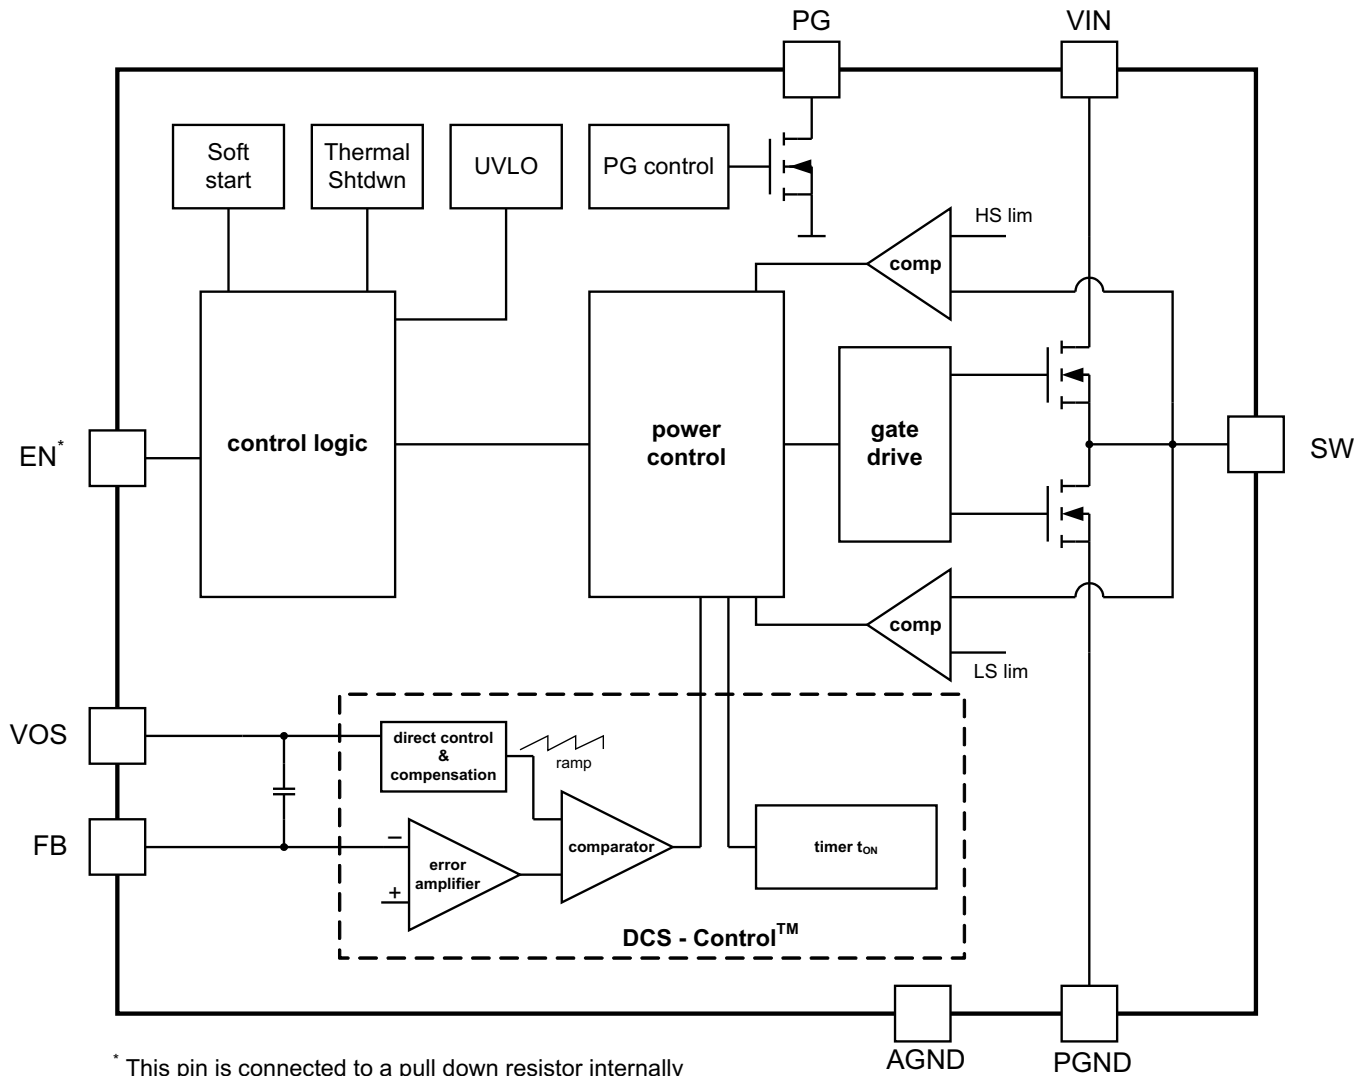 PG
VIN
Soft
start
Thermal
Shtdwn
UVLO
PG control
HS lim
comp
EN*
control logic
power
control
gate
drive
SW
comp
LS lim
VOS
direct control
&
compensation
ramp
FB
−
+
error
amplifier
comparator
timer tON
DCS - Control™
AGND
PGND
* This pin is connected to a pull down resistor internally